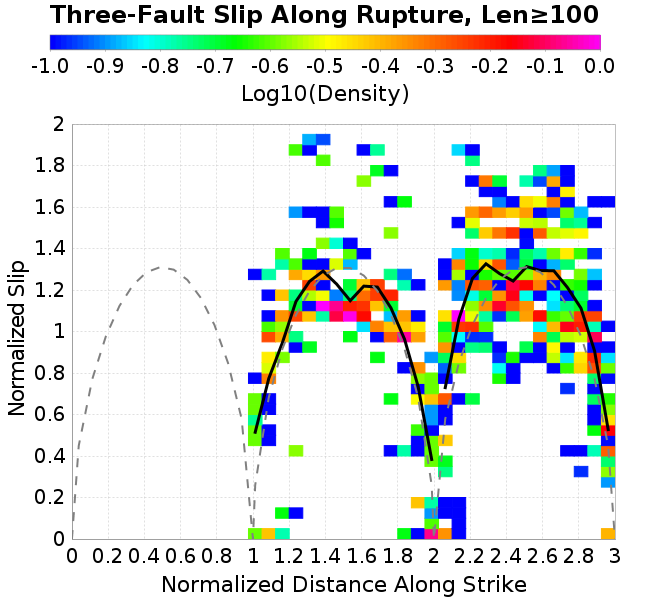 Three-Fault Slip Along Rupture, Len≥100
-1.0 -0.9 -0.8 -0.7 -0.6 -0.5 -0.4 -0.3 -0.2 -0.1 0.0
Log10(Density)
2
1.8
1.6
1.4
1.2
1
0.8
0.6
0.4
0.2
0
Normalized Slip
0 0.2 0.4 0.6 0.8 1 1.2 1.4 1.6 1.8 2 2.2 2.4 2.6 2.8 3
Normalized Distance Along Strike